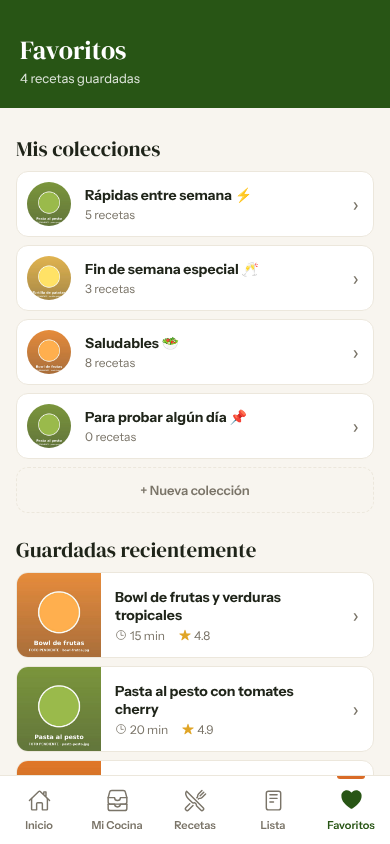 Favoritos
4 recetas guardadas
Mis colecciones
Rápidas entre semana ⚡
5 recetas
Fin de semana especial 🥂
3 recetas
Saludables 🥗
8 recetas
Para probar algún día 📌
0 recetas
+ Nueva colección
Guardadas recientemente
Bowl de frutas
Bowl de frutas y verduras
tropicales
15 min
4.8
Pasta al pesto
Pasta al pesto con tomates
cherry
20 min
4.9
Inicio
Mi Cocina
Recetas
Lista
Favoritos